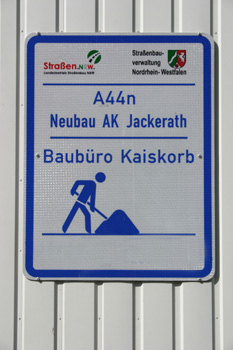 Straßen.NRW.
Landesbetrieb Straßenbau NRW
Straßenbau-
verwaltung
Nordrhein-Westfalen
A44n
Neubau AK Jackerath
Baubüro Kaiskorb